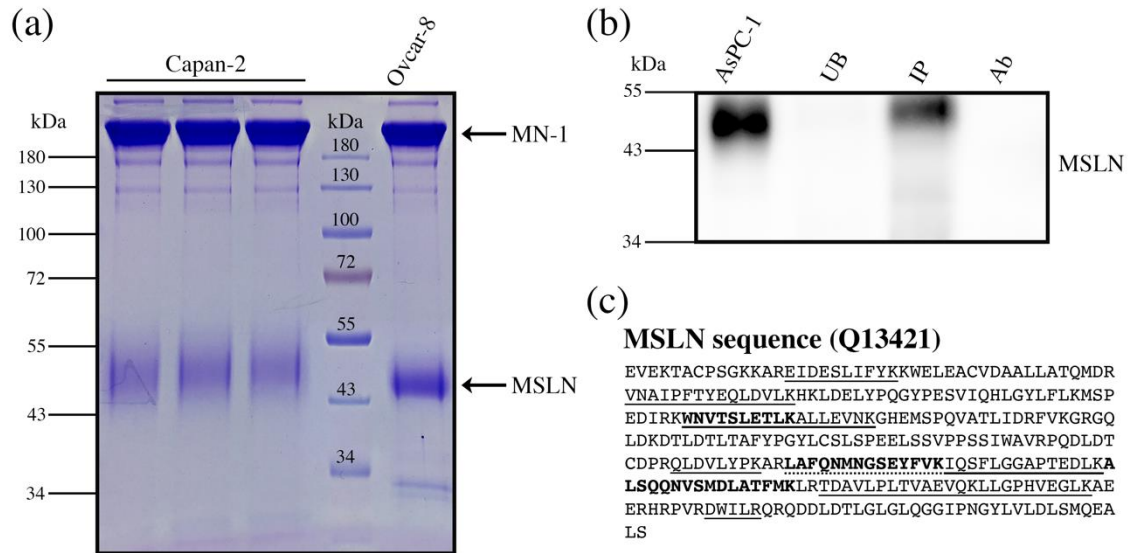 (a)
Capan-2
Ovcar-8
kDa
180
130
100
72
55
43
34
kDa
180
130
100
72
55
43
34
MN-1
MSLN
(b)
AsPC-1
UB
IP
Ab
kDa
55
43
34
MSLN
(c)
MSLN sequence (Q13421)
EVEKTACPSGKKAREIDESLIFYKKWELEACVDAALLATQMDR
VNAIPFTYEQLDVLKHKLDELYPQGYPESVIQHLGYLFLKMSP
EDIRKWNVTSLETLKALLEVNKGHEMSPQVATLIDRFVKGRGQ
LDKDTLDTLTAFYPGYLCSLSPEELSSVPPSSIWAVRPQDLDT
CDPRQLDVLYPKARLAFQNMNGSEYFVKIQSFLGGAPTEDLKA
LSQQNVSMDLATFMKLRTDAVLPLTVAEVQKLLGPHVEGLKAE
ERHRPVRDWILRQRQDDLDTLGLGLQGGIPNGYLVLDLSMQEA
LS